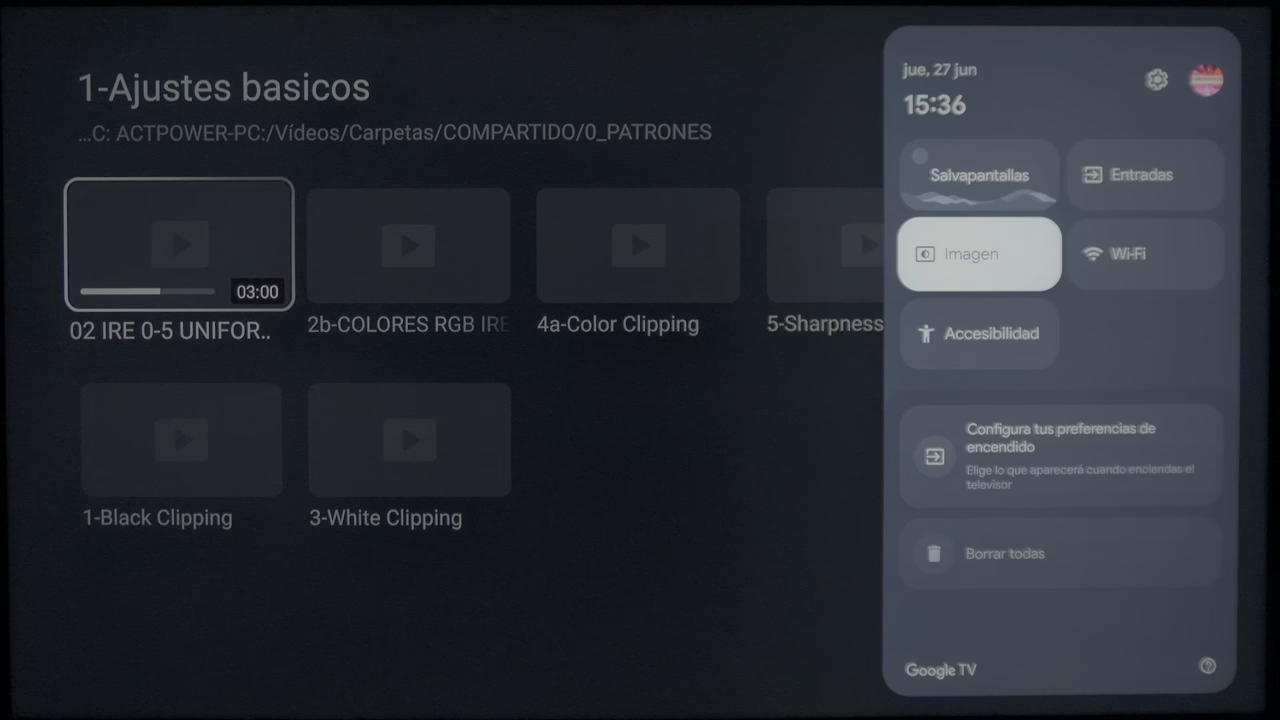 1-Ajustes basicos
...C: ACTPOWER-PC:/Vídeos/Carpetas/COMPARTIDO/0_PATRONES
03:00
02 IRE 0-5 UNIFOR..
2b-COLORES RGB IRE
4a-Color Clipping
5-Sharpness
1-Black Clipping
3-White Clipping
jue, 27 jun
15:36
Salvapantallas
Entradas
Imagen
Wi-Fi
Accesibilidad
Configura tus preferencias de
encendido
Elige lo que aparecerá cuando enciendas el
televisor
Borrar todas
Google TV